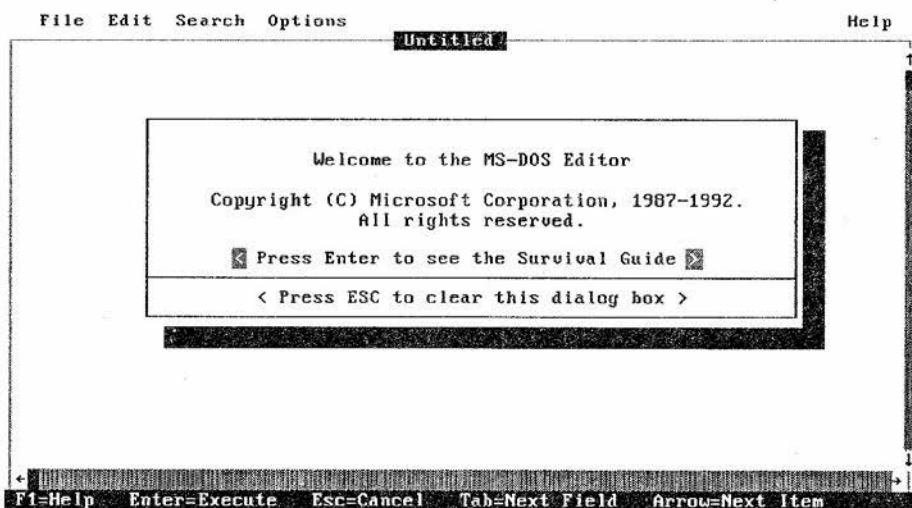 File Edit Search Options Help
Untitled
Welcome to the MS-DOS Editor
Copyright (C) Microsoft Corporation, 1987-1992.
All rights reserved.
< Press Enter to see the Survival Guide >
< Press ESC to clear this dialog box >
F1=Help Enter=Execute Esc=Cancel Tab=Next Field Arrow=Next Item